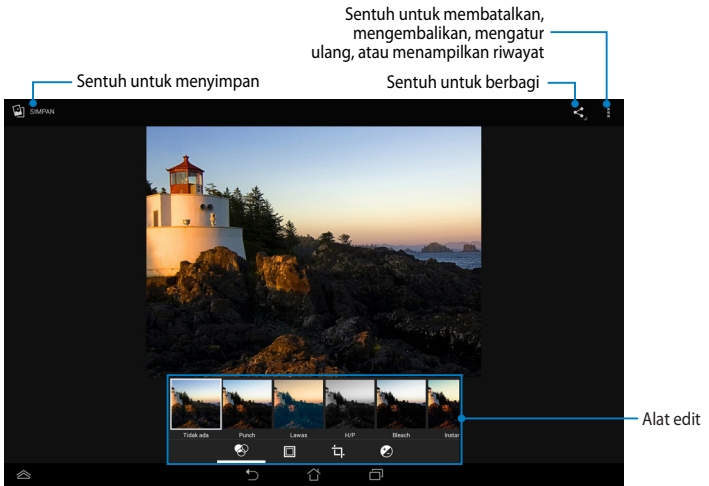 Sentuh untuk membatalkan,
mengembalikan, mengatur
ulang, atau menampilkan riwayat
Sentuh untuk menyimpan
Sentuh untuk berbagi
SIMPAN
Tidak ada
Punch
Lawas
H/P
Bleach
Instar
Alat edit